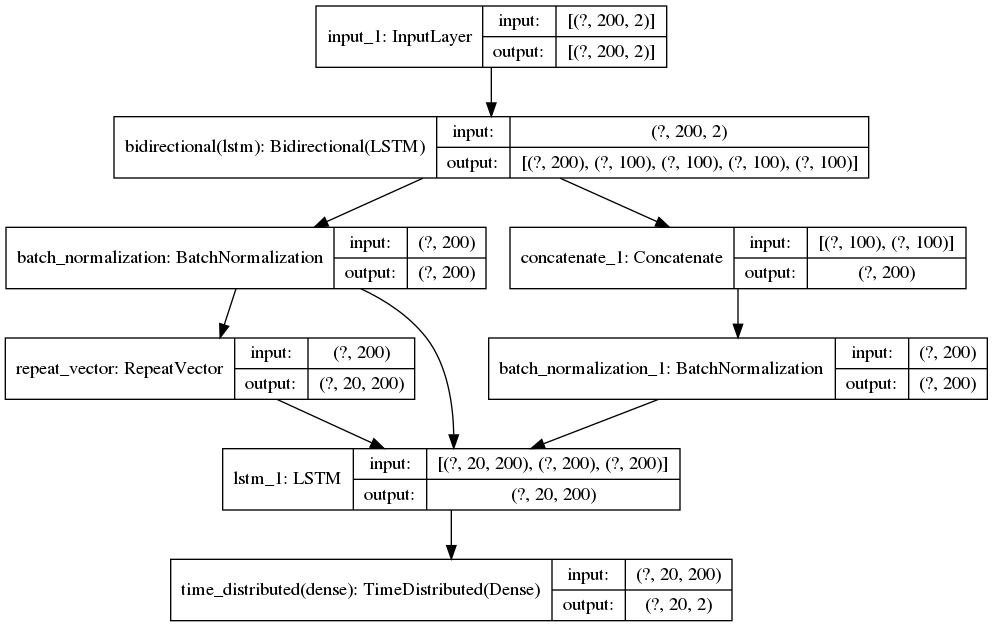 input_1: InputLayer
input: [(?, 200, 2)]
output: [(?, 200, 2)]
bidirectional(lstm): Bidirectional(LSTM)
input: (?, 200, 2)
output: [(?, 200), (?, 100), (?, 100), (?, 100), (?, 100)]
batch_normalization: BatchNormalization
input: (?, 200)
output: (?, 200)
concatenate_1: Concatenate
input: [(?, 100), (?, 100)]
output: (?, 200)
repeat_vector: RepeatVector
input: (?, 200)
output: (?, 20, 200)
batch_normalization_1: BatchNormalization
input: (?, 200)
output: (?, 200)
lstm_1: LSTM
input: [(?, 20, 200), (?, 200), (?, 200)]
output: (?, 20, 200)
time_distributed(dense): TimeDistributed(Dense)
input: (?, 20, 200)
output: (?, 20, 2)